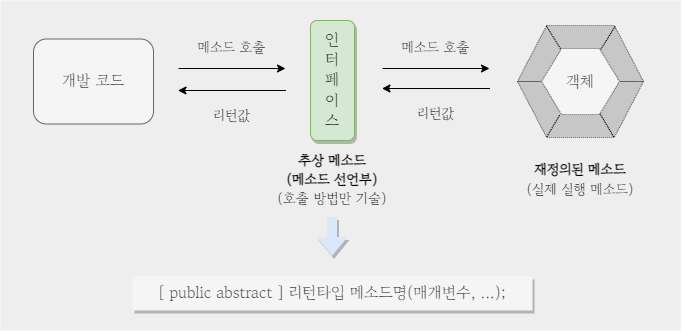 개발 코드
메소드 호출
리턴값
인터페이스
메소드 호출
리턴값
객체
추상 메소드
(메소드 선언부)
(호출 방법만 기술)
재정의된 메소드
(실제 실행 메소드)
[ public abstract ] 리턴타입 메소드명(매개변수, ...);